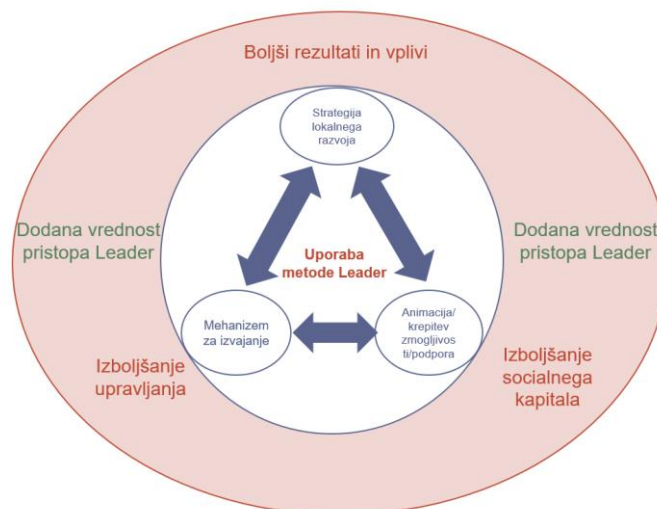 Boljši rezultati in vplivi
Strategija
lokalnega
razvoja
Dodana vrednost
pristopa Leader
Dodana vrednost
pristopa Leader
Uporaba
metode Leader
Mehanizem
za izvajanje
Animacija/
krepitev
zmogljivos
ti/podpora
Izboljšanje
upravljanja
Izboljšanje
socialnega
kapitala